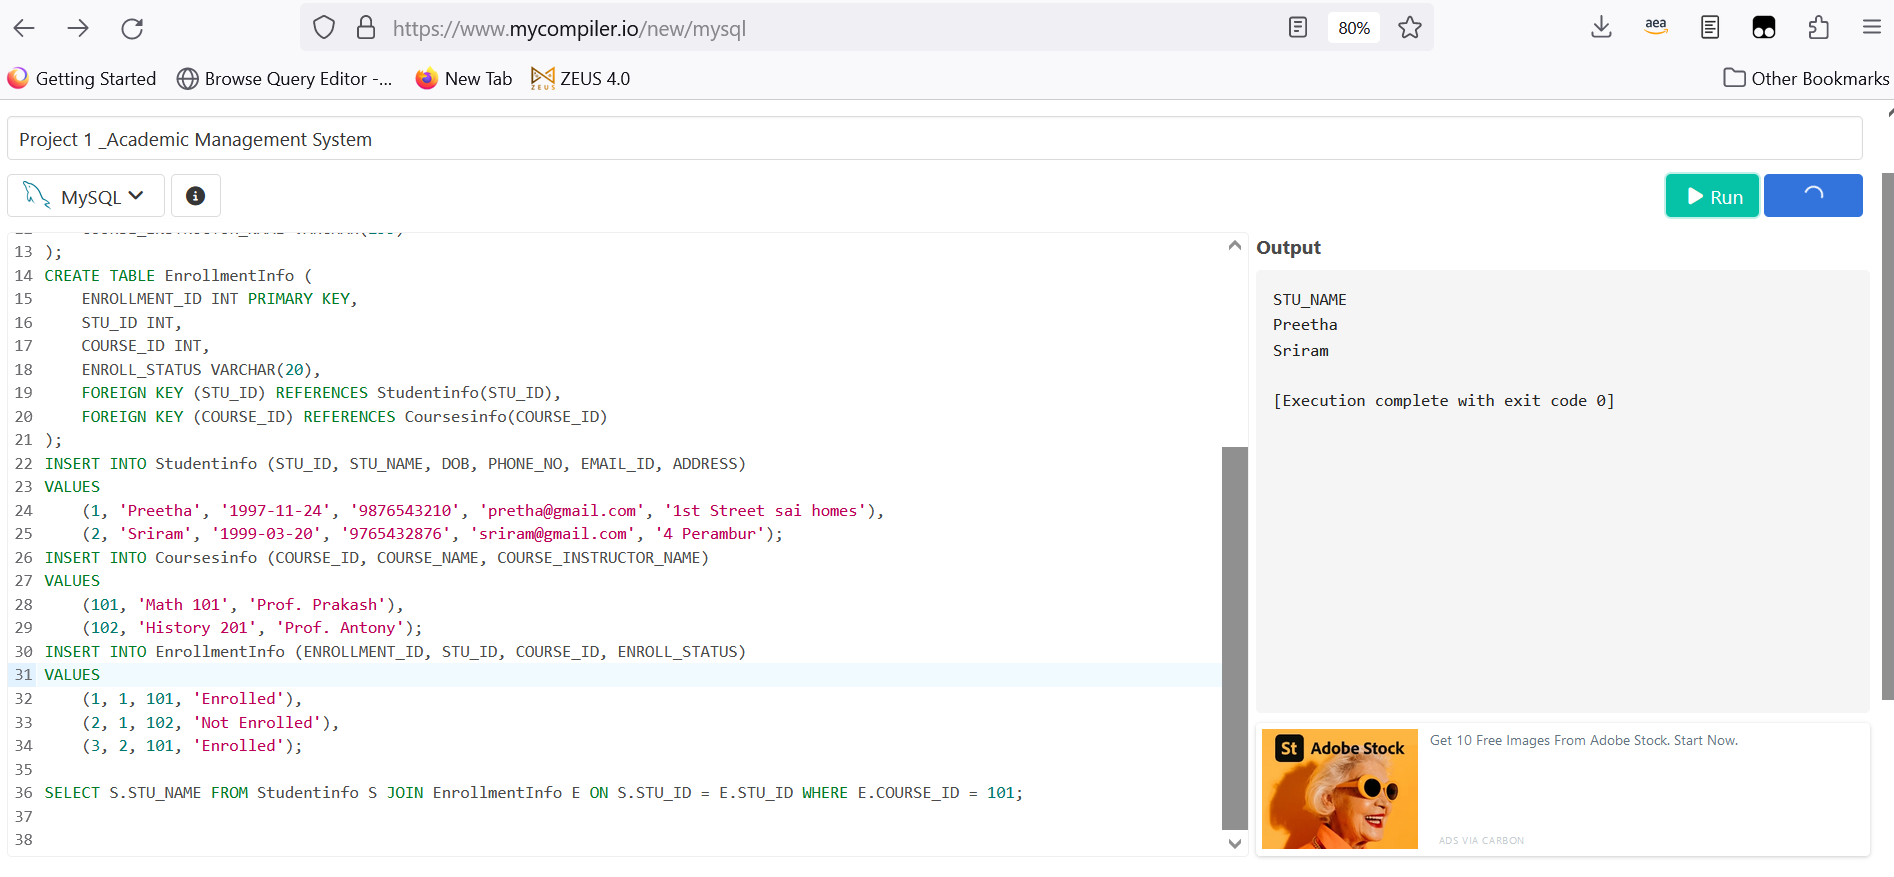 https://www.mycompiler.io/new/mysql
80%
aea
Getting Started
Browse Query Editor -...
New Tab
ZEUS
ZEUS 4.0
Other Bookmarks
Project 1 _Academic Management System
MySQL
Run
13 );
14 CREATE TABLE EnrollmentInfo (
15     ENROLLMENT_ID INT PRIMARY KEY,
16     STU_ID INT,
17     COURSE_ID INT,
18     ENROLL_STATUS VARCHAR(20),
19     FOREIGN KEY (STU_ID) REFERENCES Studentinfo(STU_ID),
20     FOREIGN KEY (COURSE_ID) REFERENCES Coursesinfo(COURSE_ID)
21 );
22 INSERT INTO Studentinfo (STU_ID, STU_NAME, DOB, PHONE_NO, EMAIL_ID, ADDRESS)
23 VALUES
24     (1, 'Preetha', '1997-11-24', '9876543210', 'pretha@gmail.com', '1st Street sai homes'),
25     (2, 'Sriram', '1999-03-20', '9765432876', 'sriram@gmail.com', '4 Perambur');
26 INSERT INTO Coursesinfo (COURSE_ID, COURSE_NAME, COURSE_INSTRUCTOR_NAME)
27 VALUES
28     (101, 'Math 101', 'Prof. Prakash'),
29     (102, 'History 201', 'Prof. Antony');
30 INSERT INTO EnrollmentInfo (ENROLLMENT_ID, STU_ID, COURSE_ID, ENROLL_STATUS)
31 VALUES
32     (1, 1, 101, 'Enrolled'),
33     (2, 1, 102, 'Not Enrolled'),
34     (3, 2, 101, 'Enrolled');
35
36 SELECT S.STU_NAME FROM Studentinfo S JOIN EnrollmentInfo E ON S.STU_ID = E.STU_ID WHERE E.COURSE_ID = 101;
37
38
Output
STU_NAME
Preetha
Sriram
[Execution complete with exit code 0]
St Adobe Stock
Get 10 Free Images From Adobe Stock. Start Now.
ADS VIA CARBON